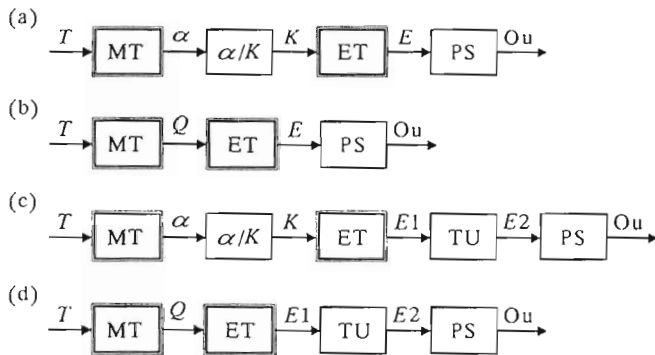 (a)
T MT α α/K K ET E PS Ou
(b)
T MT Q ET E PS Ou
(c)
T MT α α/K K ET E1 TU E2 PS Ou
(d)
T MT Q ET E1 TU E2 PS Ou